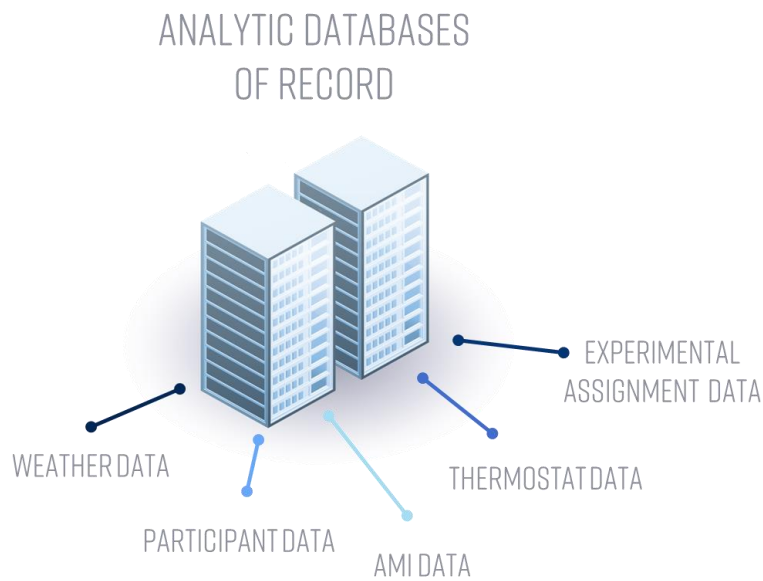 ANALYTIC DATABASES
OF RECORD
EXPERIMENTAL
ASSIGNMENT DATA
WEATHER DATA
THERMOSTAT DATA
PARTICIPANT DATA
AMI DATA